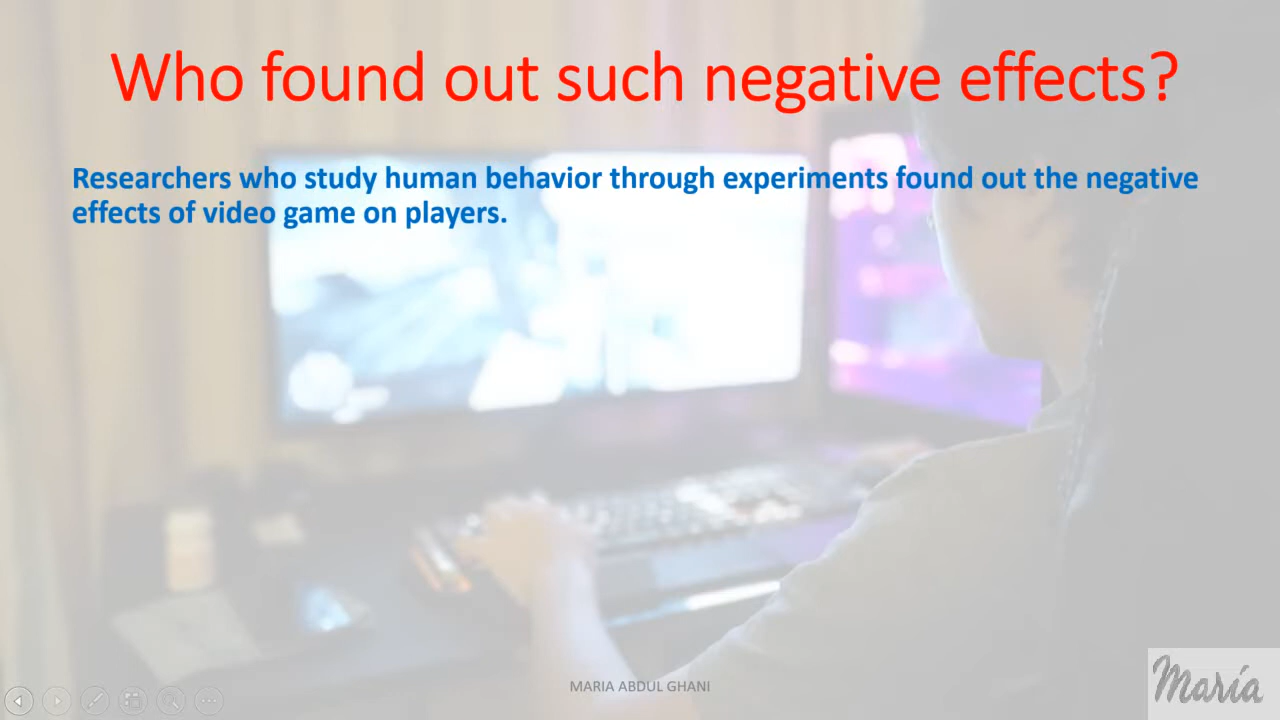 Who found out such negative effects?
Researchers who study human behavior through experiments found out the negative
effects of video game on players.
MARIA ABDUL GHANI
María